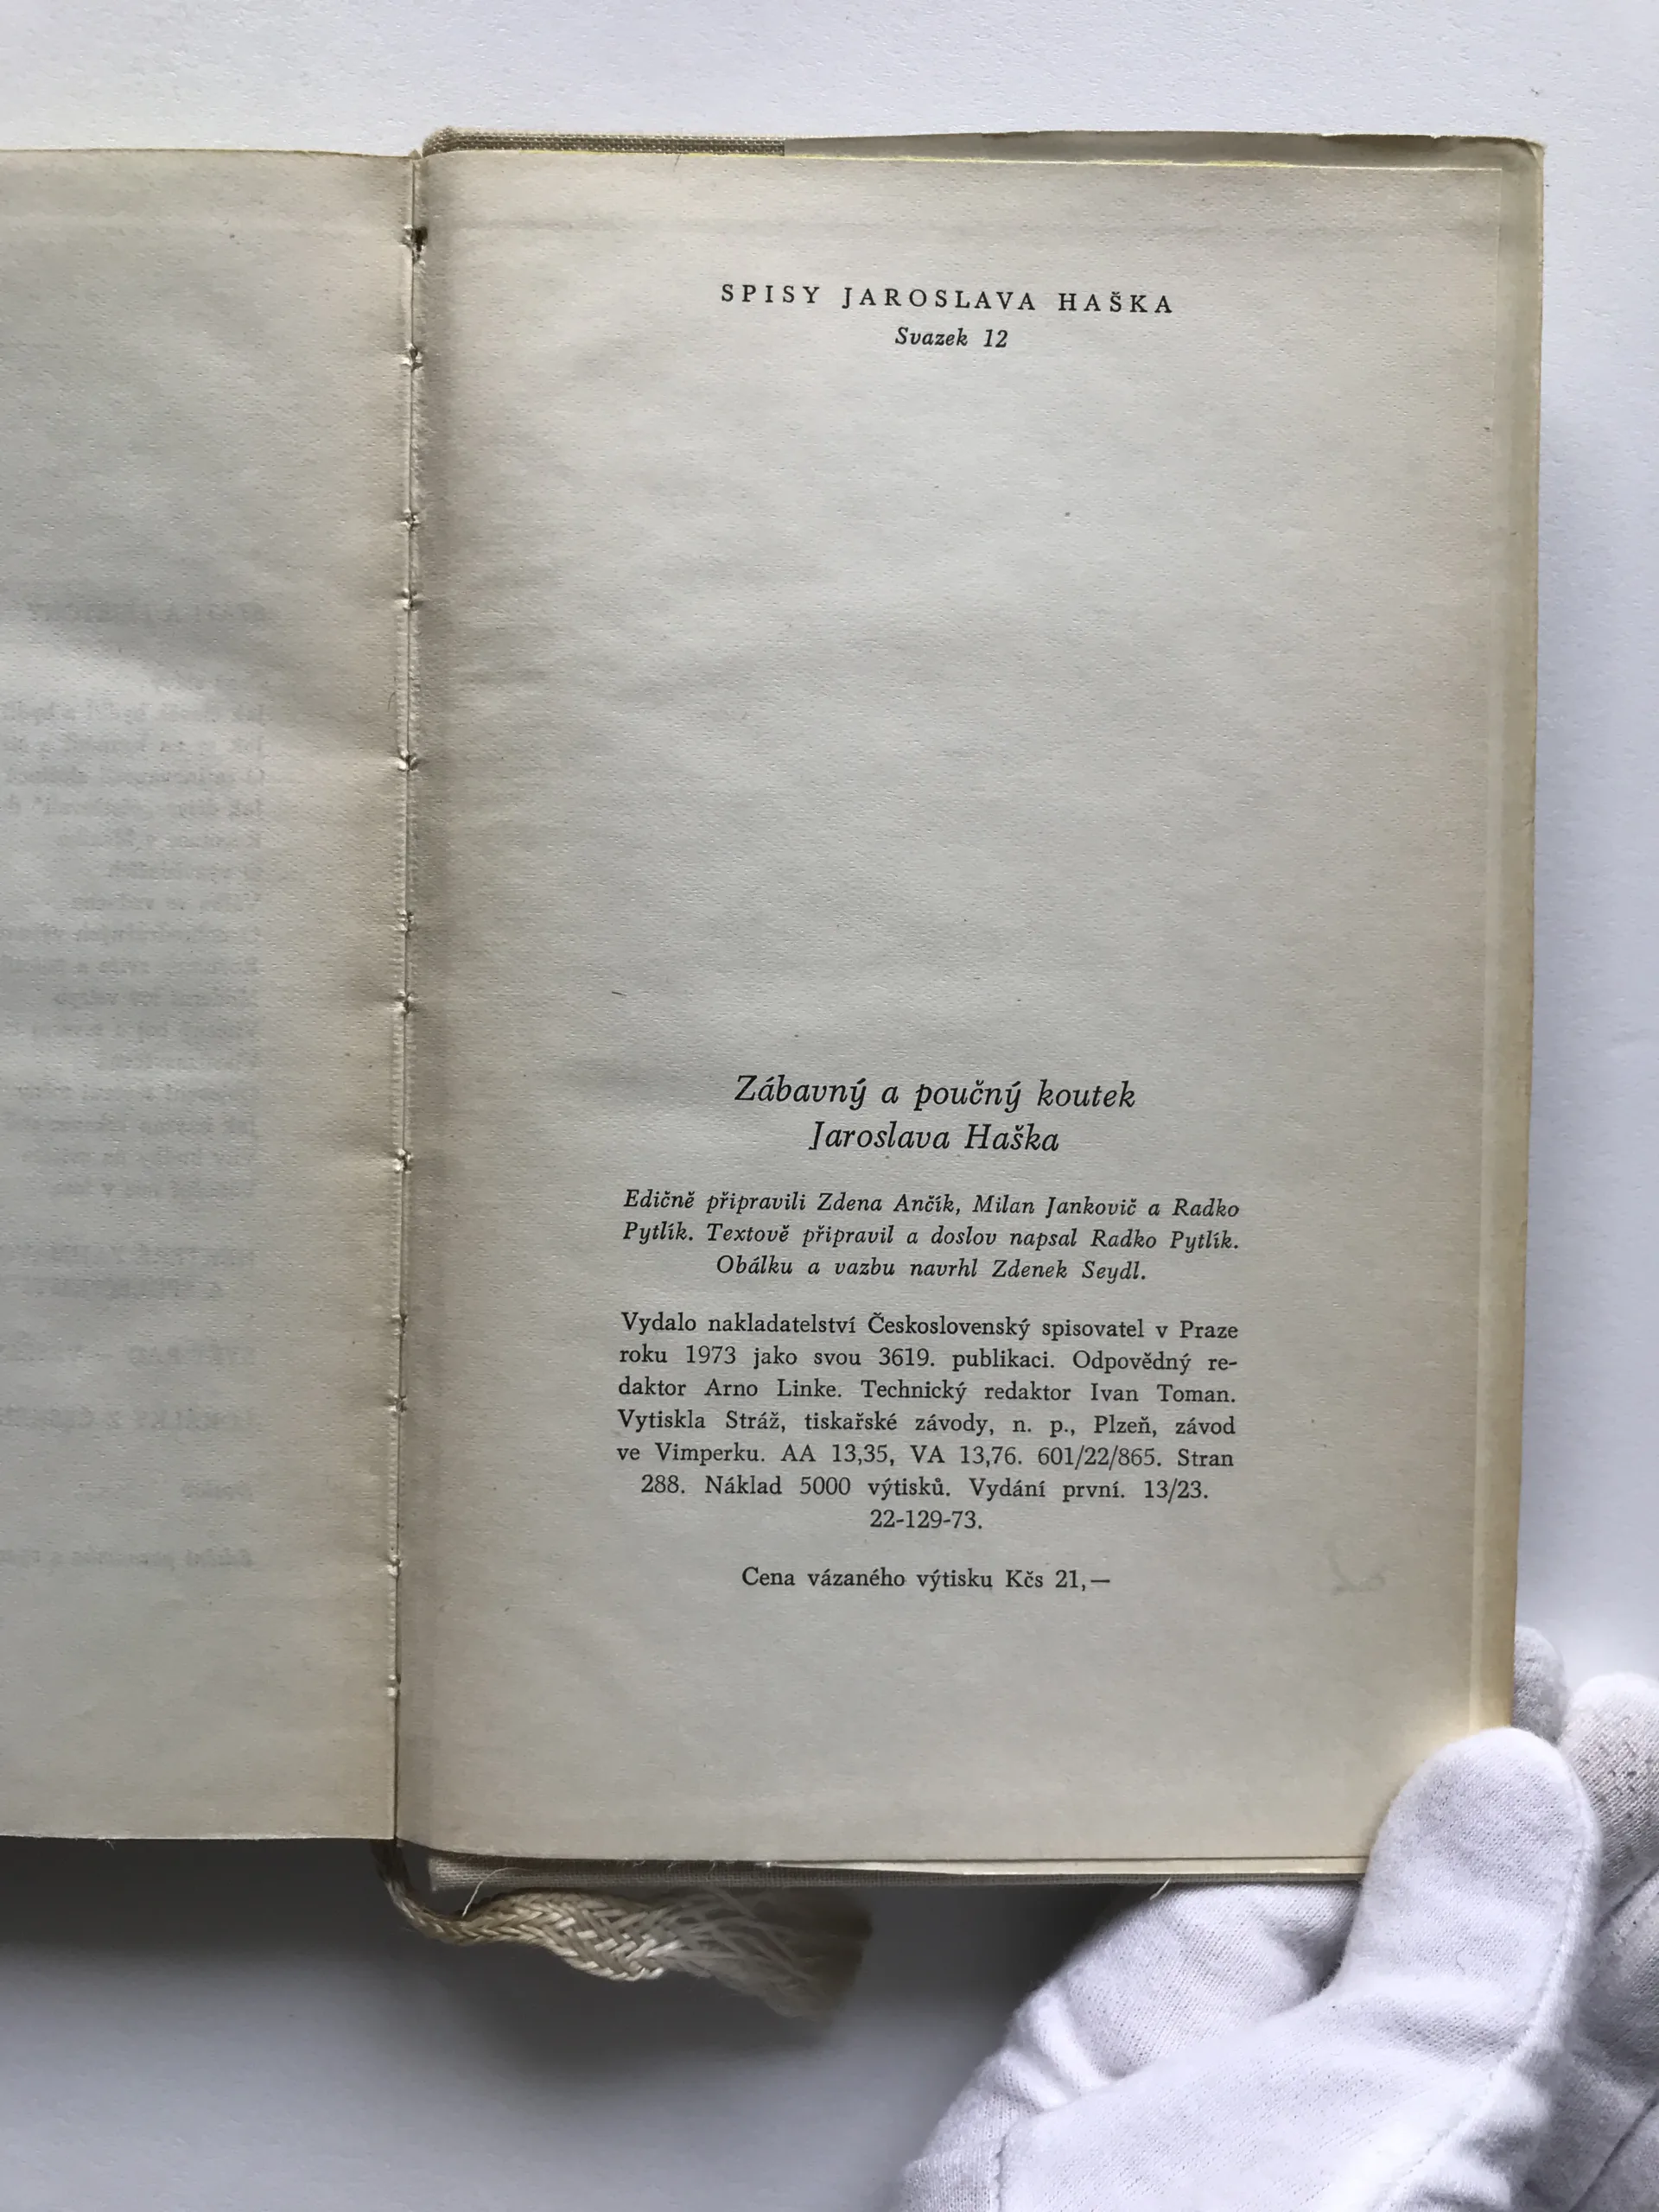 SPISY JAROSLAVA HAŠKA
Svazek 12
Zábavný a poučný koutek
Jaroslava Haška
Edičně připravili Zdena Ančík, Milan Jankovič a Radko
Pytlík. Textově připravil a doslov napsal Radko Pytlík.
Obálku a vazbu navrhl Zdenek Seydl.
Vydalo nakladatelství Československý spisovatel v Praze
roku 1973 jako svou 3619. publikaci. Odpovědný re-
daktor Arno Linke. Technický redaktor Ivan Toman.
Vytiskla Stráž, tiskařské závody, n. p., Plzeň, závod
ve Vimperku. AA 13,35, VA 13,76. 601/22/865. Stran
288. Náklad 5000 výtisků. Vydání první. 13/23.
22-129-73.
Cena vázaného výtisku Kčs 21,—